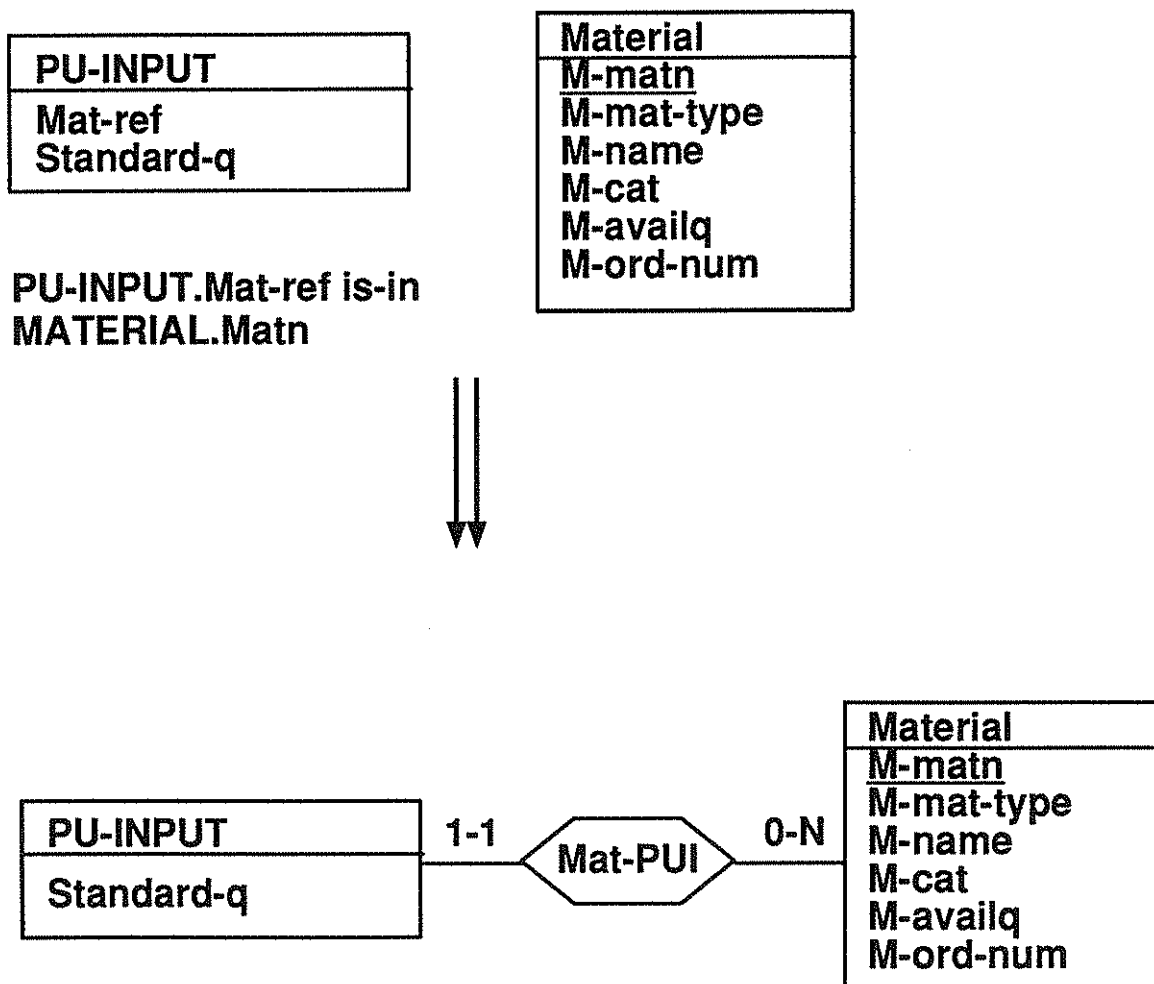 PU-INPUT
Mat-ref
Standard-q
Material
M-matn
M-mat-type
M-name
M-cat
M-availq
M-ord-num
PU-INPUT.Mat-ref is-in
MATERIAL.Matn
PU-INPUT
Standard-q
1-1
Mat-PUI
0-N
Material
M-matn
M-mat-type
M-name
M-cat
M-availq
M-ord-num